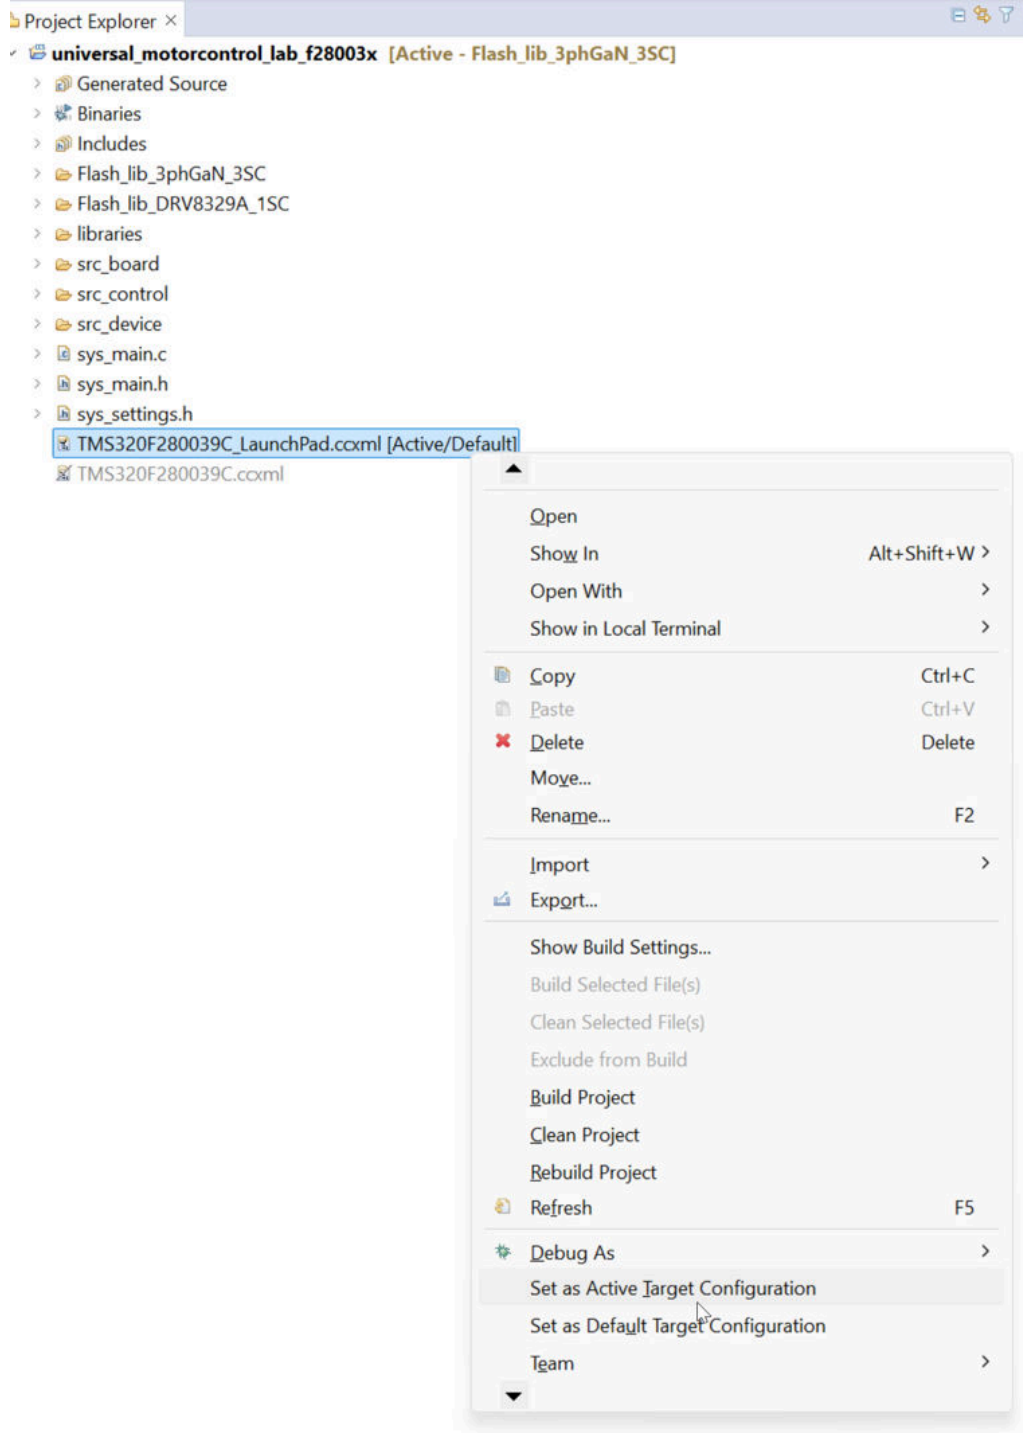 Project Explorer ×
universal_motorcontrol_lab_f28003x [Active - Flash_lib_3phGaN_3SC]
Generated Source
Binaries
Includes
Flash_lib_3phGaN_3SC
Flash_lib_DRV8329A_1SC
libraries
src_board
src_control
src_device
sys_main.c
sys_main.h
sys_settings.h
TMS320F280039C_LaunchPad.ccxml [Active/Default]
TMS320F280039C.ccxml
Open
Show In Alt+Shift+W
Open With
Show in Local Terminal
Copy Ctrl+C
Paste Ctrl+V
Delete Delete
Move...
Rename... F2
Import
Export...
Show Build Settings...
Build Selected File(s)
Clean Selected File(s)
Exclude from Build
Build Project
Clean Project
Rebuild Project
Refresh F5
Debug As
Set as Active Target Configuration
Set as Default Target Configuration
Team